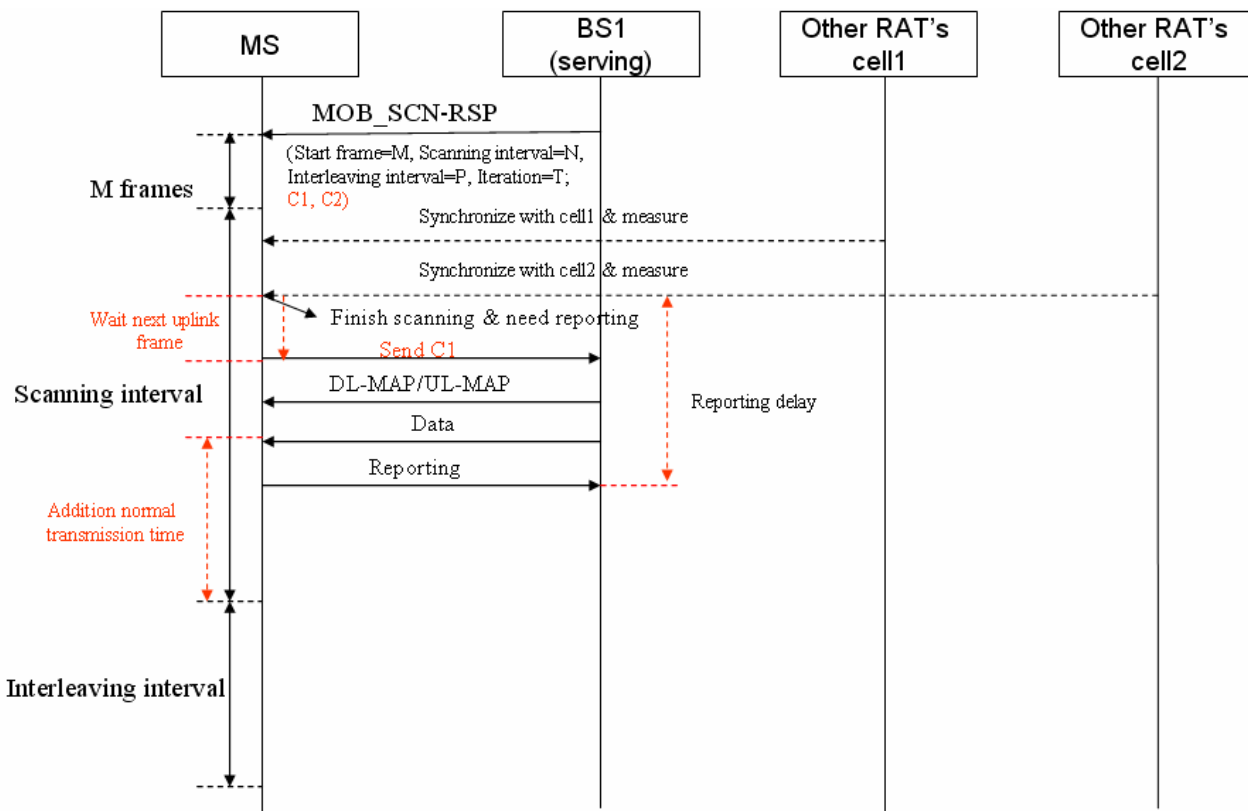 MS
BS1
(serving)
Other RAT's
cell1
Other RAT's
cell2
MOB_SCN-RSP
(Start frame=M, Scanning interval=N,
Interleaving interval=P, Iteration=T;
C1, C2)
M frames
Synchronize with cell1 & measure
Synchronize with cell2 & measure
Wait next uplink
frame
Finish scanning & need reporting
Send C1
Scanning interval
DL-MAP/UL-MAP
Reporting delay
Data
Reporting
Addition normal
transmission time
Interleaving interval